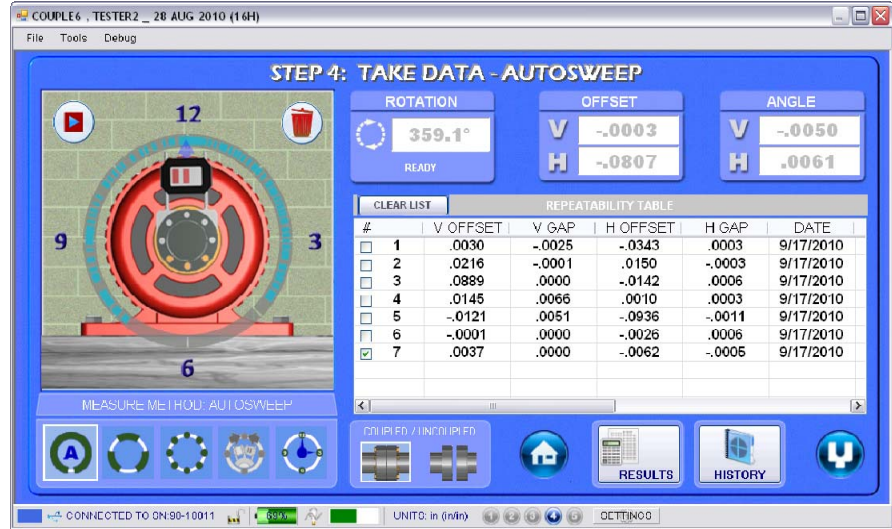 COUPLE6 , TESTER2 _ 28 AUG 2010 (16H)
File Tools Debug
STEP 4: TAKE DATA - AUTOSWEEP
12
9
3
6
MEASURE METHOD: AUTOSWEEP
A
ROTATION
359.1°
READY
OFFSET
V -.0003
H -.0807
ANGLE
V -.0050
H .0061
CLEAR LIST REPEATABILITY TABLE
# V OFFSET V GAP H OFFSET H GAP DATE
1 .0030 -.0025 -.0343 .0003 9/17/2010
2 .0216 -.0001 .0150 -.0003 9/17/2010
3 .0889 .0000 -.0142 .0006 9/17/2010
4 .0145 .0066 .0010 .0003 9/17/2010
5 -.0121 .0051 -.0936 -.0011 9/17/2010
6 -.0001 .0000 -.0026 .0006 9/17/2010
7 .0037 .0000 -.0062 -.0005 9/17/2010
COUPLED / UNCOUPLED
RESULTS
HISTORY
CONNECTED TO SN:90-10011 69% UNITS: in (in/in) 1 2 3 4 5 SETTINGS